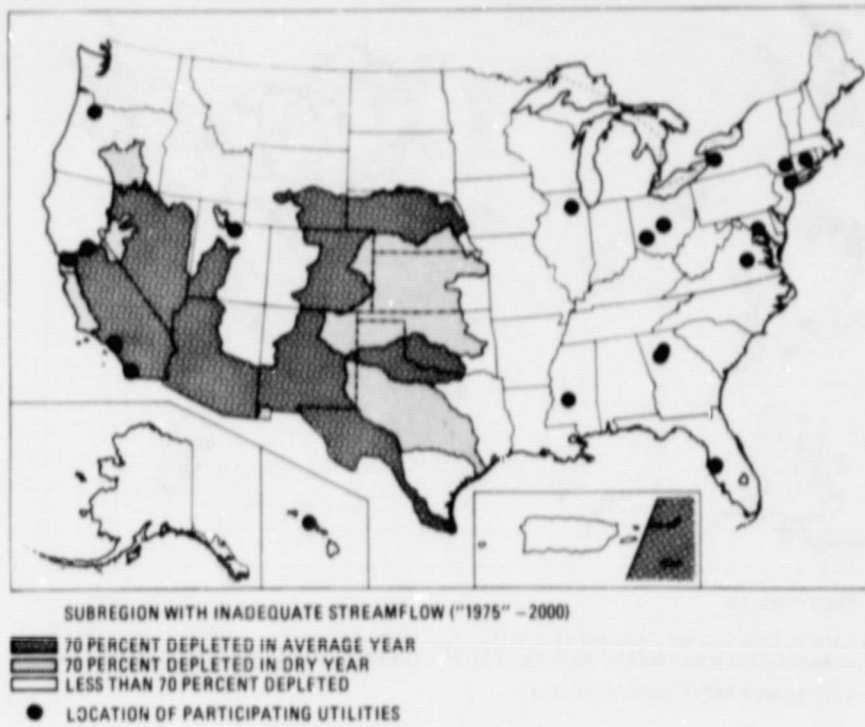 SUBREGION WITH INADEQUATE STREAMFLOW ("1975" – 2000)
70 PERCENT DEPLETED IN AVERAGE YEAR
70 PERCENT DEPLETED IN DRY YEAR
LESS THAN 70 PERCENT DEPLETED
LOCATION OF PARTICIPATING UTILITIES